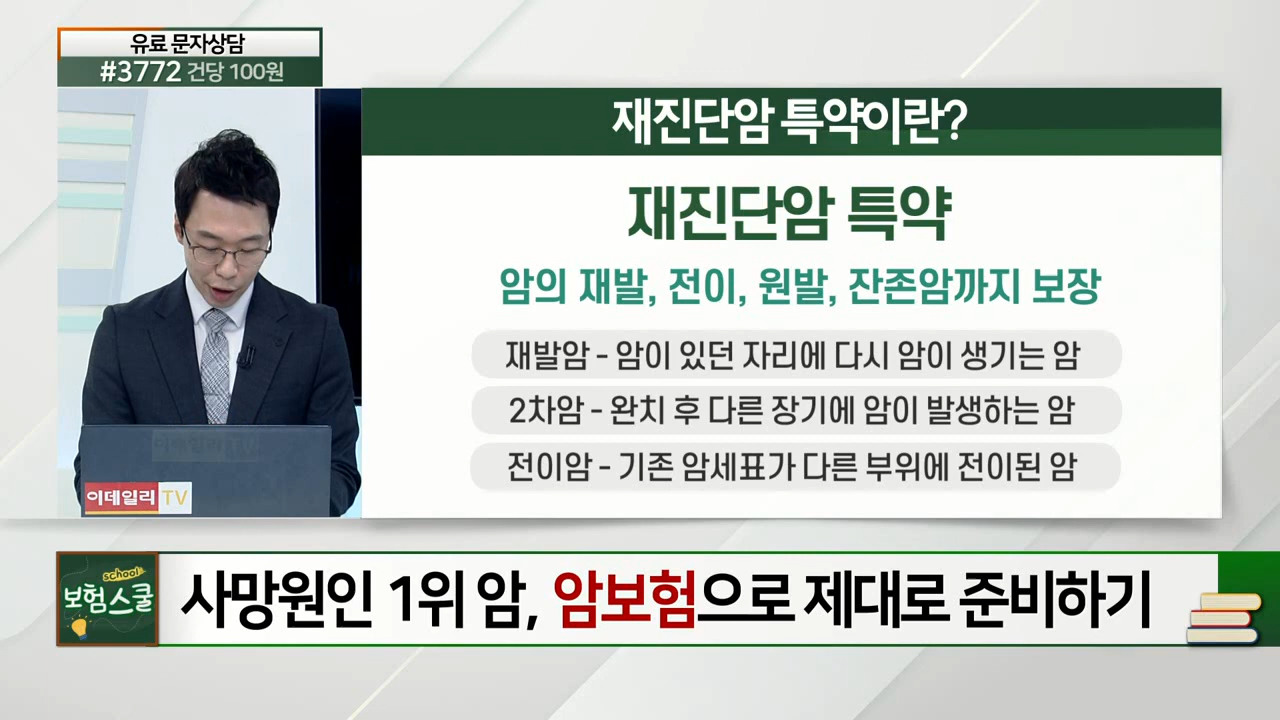 유료 문자상담
#3772 건당 100원
재진단암 특약이란?
재진단암 특약
암의 재발, 전이, 원발, 잔존암까지 보장
재발암 - 암이 있던 자리에 다시 암이 생기는 암
2차암 - 완치 후 다른 장기에 암이 발생하는 암
전이암 - 기존 암세표가 다른 부위에 전이된 암
이데일리TV
이데일리 TV
school
보험스쿨
사망원인 1위 암, 암보험으로 제대로 준비하기